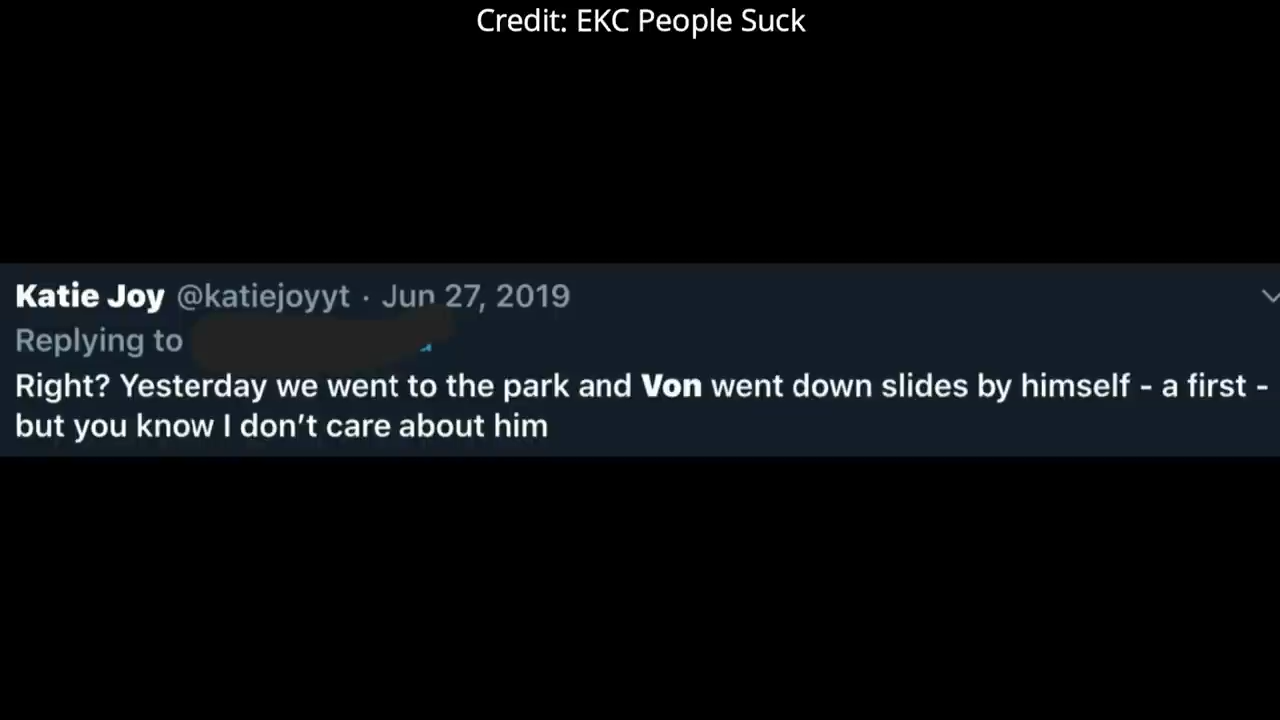 Credit: EKC People Suck
Katie Joy @katiejoyyt · Jun 27, 2019
Replying to
Right? Yesterday we went to the park and Von went down slides by himself - a first -
but you know I don’t care about him